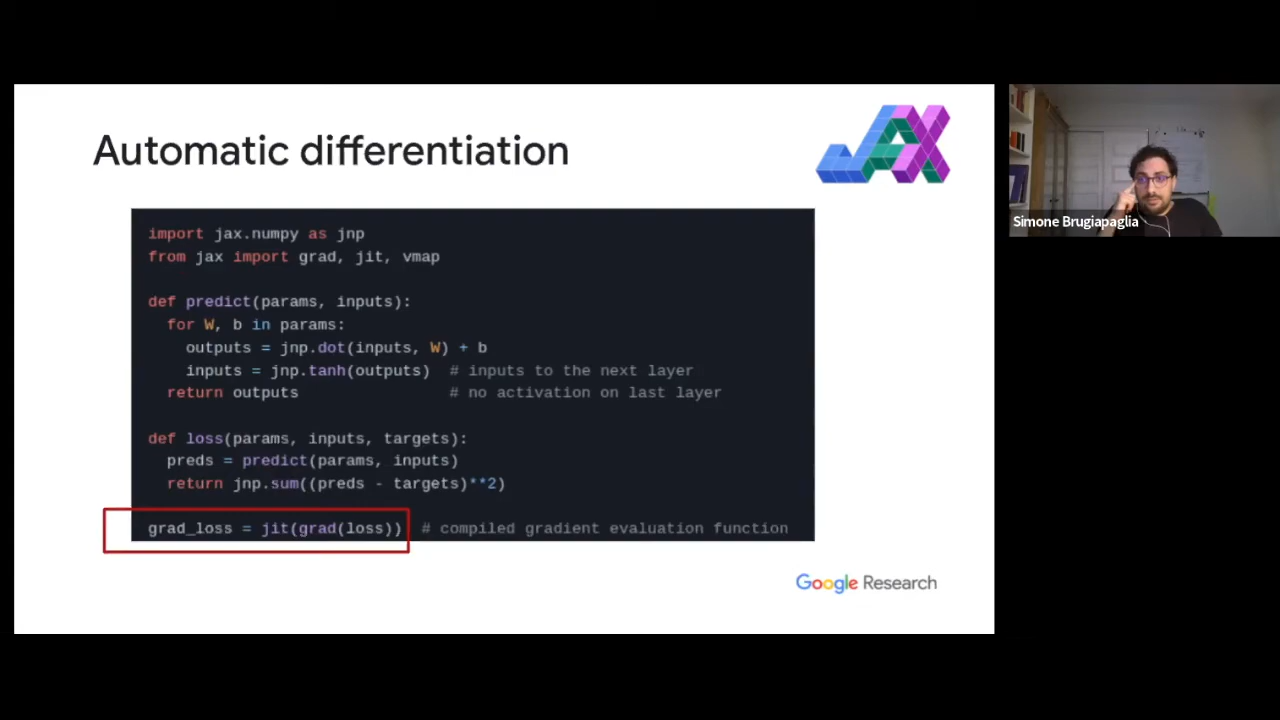 Automatic differentiation
JAX
import jax.numpy as jnp
from jax import grad, jit, vmap
def predict(params, inputs):
for W, b in params:
outputs = jnp.dot(inputs, W) + b
inputs = jnp.tanh(outputs)  # inputs to the next layer
return outputs  # no activation on last layer
def loss(params, inputs, targets):
preds = predict(params, inputs)
return jnp.sum((preds - targets)**2)
grad_loss = jit(grad(loss))  # compiled gradient evaluation function
Google Research
Simone Brugiapaglia